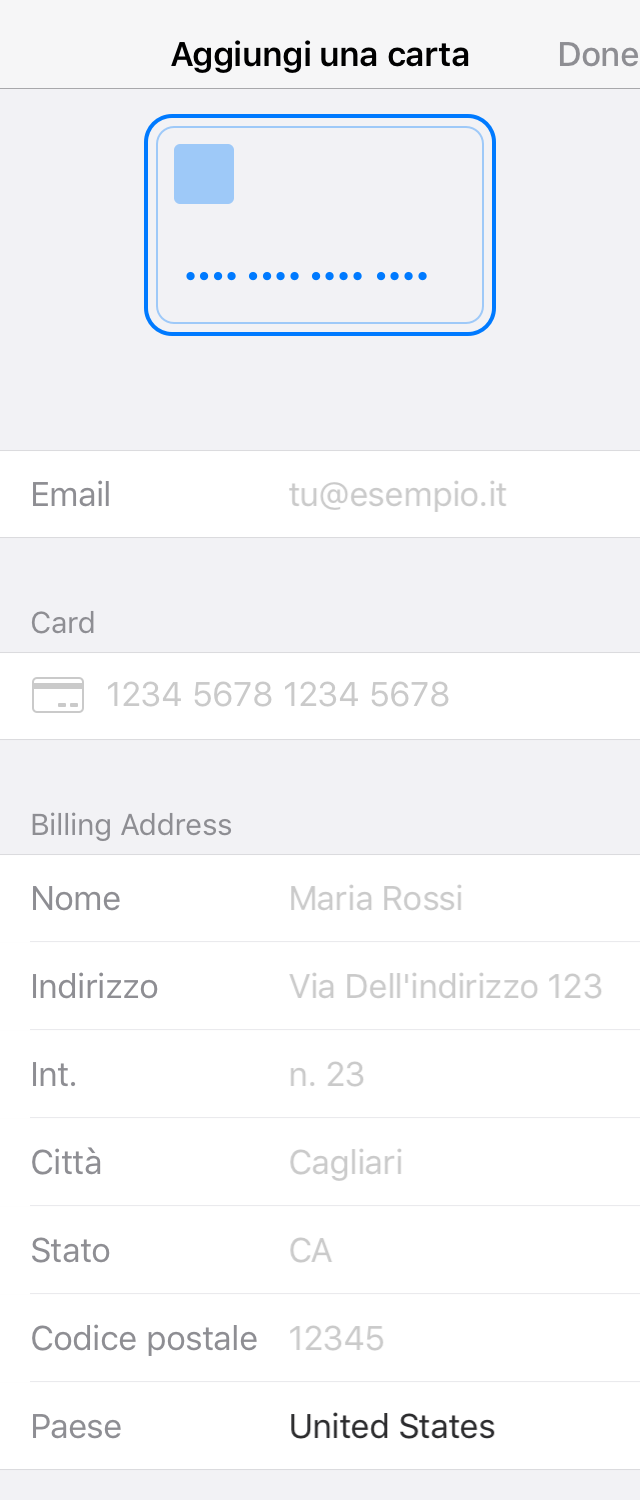 Aggiungi una carta Done
•••• •••• •••• ••••
Email tu@esempio.it
Card
1234 5678 1234 5678
Billing Address
Nome Maria Rossi
Indirizzo Via Dell'indirizzo 123
Int. n. 23
Città Cagliari
Stato CA
Codice postale 12345
Paese United States